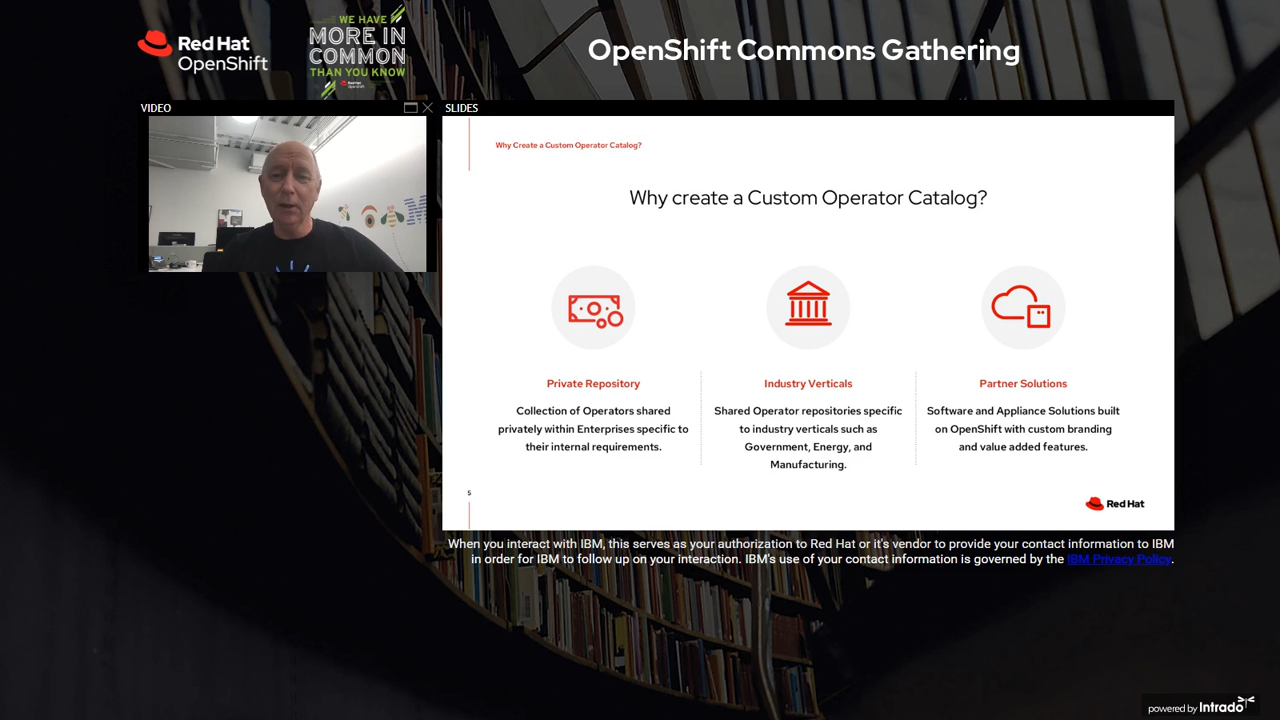 Red Hat
OpenShift
WE HAVE
MORE IN
COMMON
THAN YOU KNOW
OpenShift Commons Gathering
VIDEO
SLIDES
Why Create a Custom Operator Catalog?
Why create a Custom Operator Catalog?
Private Repository
Collection of Operators shared
privately within Enterprises specific to
their internal requirements.
Industry Verticals
Shared Operator repositories specific
to industry verticals such as
Government, Energy, and
Manufacturing.
Partner Solutions
Software and Appliance Solutions built
on OpenShift with custom branding
and value added features.
5
Red Hat
When you interact with IBM, this serves as your authorization to Red Hat or it's vendor to provide your contact information to IBM
in order for IBM to follow up on your interaction. IBM's use of your contact information is governed by the IBM Privacy Policy.
powered by Intrado